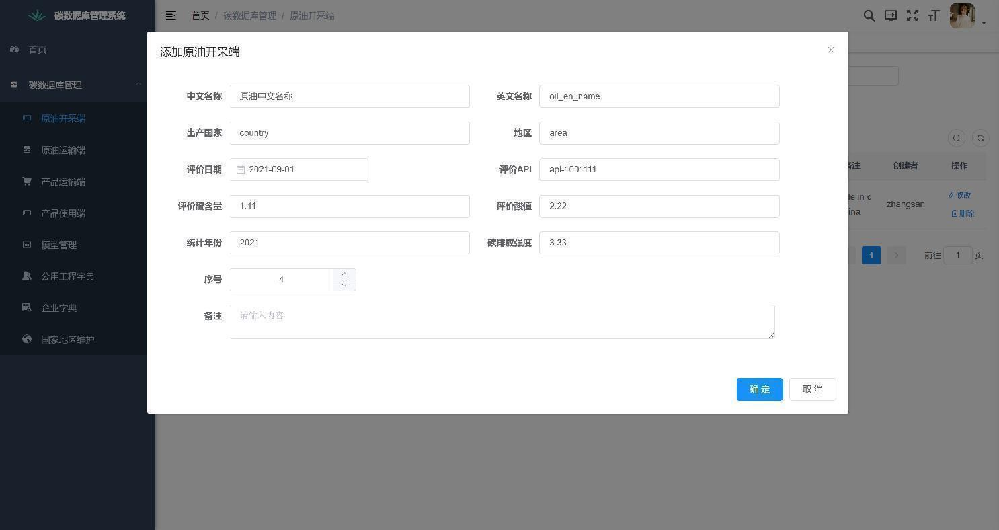 碳数据库管理系统
首页 / 碳数据库管理 / 原油开采端
首页
碳数据库管理
原油开采端
原油运输端
产品运输端
产品使用端
模型管理
公用工程字典
企业字典
国家地区维护
添加原油开采端
中文名称 原油中文名称 英文名称 oil_en_name
出产国家 country 地区 area
评价日期 2021-09-01 评价API api-1001111
评价硫含量 1.11 评价酸值 2.22
统计年份 2021 碳排放强度 3.33
序号 4
备注 请输入内容
确 定 取 消
备注 创建者 操作
de in c
ina
zhangsan
修改
删除
1 前往 1 页